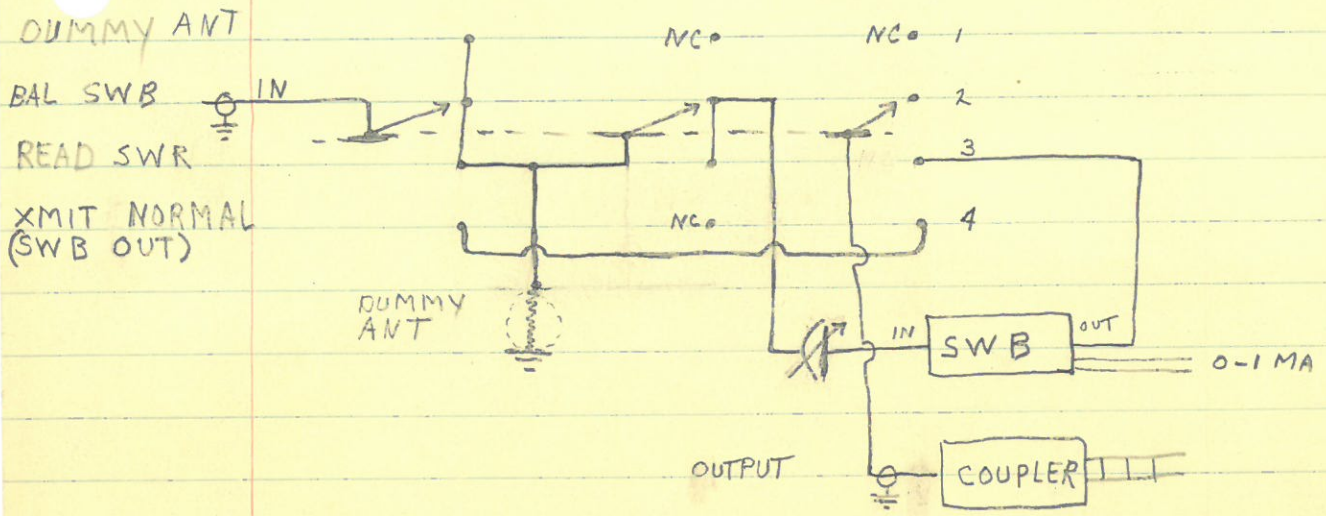 DUMMY ANT NC NC 1
BAL SWB IN 2
READ SWR 3
XMIT NORMAL NC 4
(SWB OUT)
DUMMY
ANT
IN SWB OUT
0-1 MA
OUTPUT COUPLER